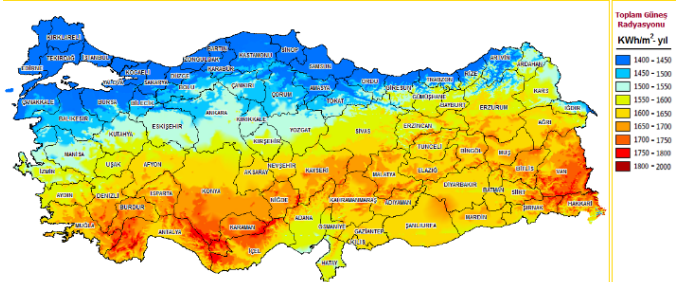 Toplam Güneş
Radyasyonu
KWh/m²- yıl
1400 - 1450
1450 - 1500
1500 - 1550
1550 - 1600
1600 - 1650
1650 - 1700
1700 - 1750
1750 - 1800
1800 - 2000
KIRKLARELİ
TEKİRDAĞ
İSTANBUL
EDİRNE
YALOVA
KOCAELİ
SAKARYA
DÜZCE
BOLU
ZONGULDAK
KARABÜK
BARTIN
KASTAMONU
SİNOP
SAMSUN
ÇANKIRI
ÇORUM
AMASYA
TOKAT
ORDU
GİRESUN
TRABZON
RİZE
ARTVİN
ARDAHAN
KARS
GÜMÜŞHANE
BAYBURT
ERZURUM
IĞDIR
AĞRI
ÇANAKKALE
BURSA
BİLECİK
BALIKESİR
KÜTAHYA
ESKİŞEHİR
ANKARA
KIRIKKALE
YOZGAT
KIRŞEHİR
SİVAS
ERZİNCAN
TUNCELİ
BİNGÖL
MUŞ
MANİSA
İZMİR
UŞAK
AFYON
AKSARAY
NEVŞEHİR
KAYSERİ
MALATYA
ELAZIĞ
BİTLİS
VAN
AYDIN
DENİZLİ
ISPARTA
BURDUR
KONYA
NİĞDE
KAHRAMANMARAŞ
ADIYAMAN
DİYARBAKIR
BATMAN
SİİRT
ŞIRNAK
HAKKARİ
MUĞLA
ANTALYA
KARAMAN
İÇEL
ADANA
OSMANİYE
GAZİANTEP
KİLİS
ŞANLIURFA
MARDİN
HATAY